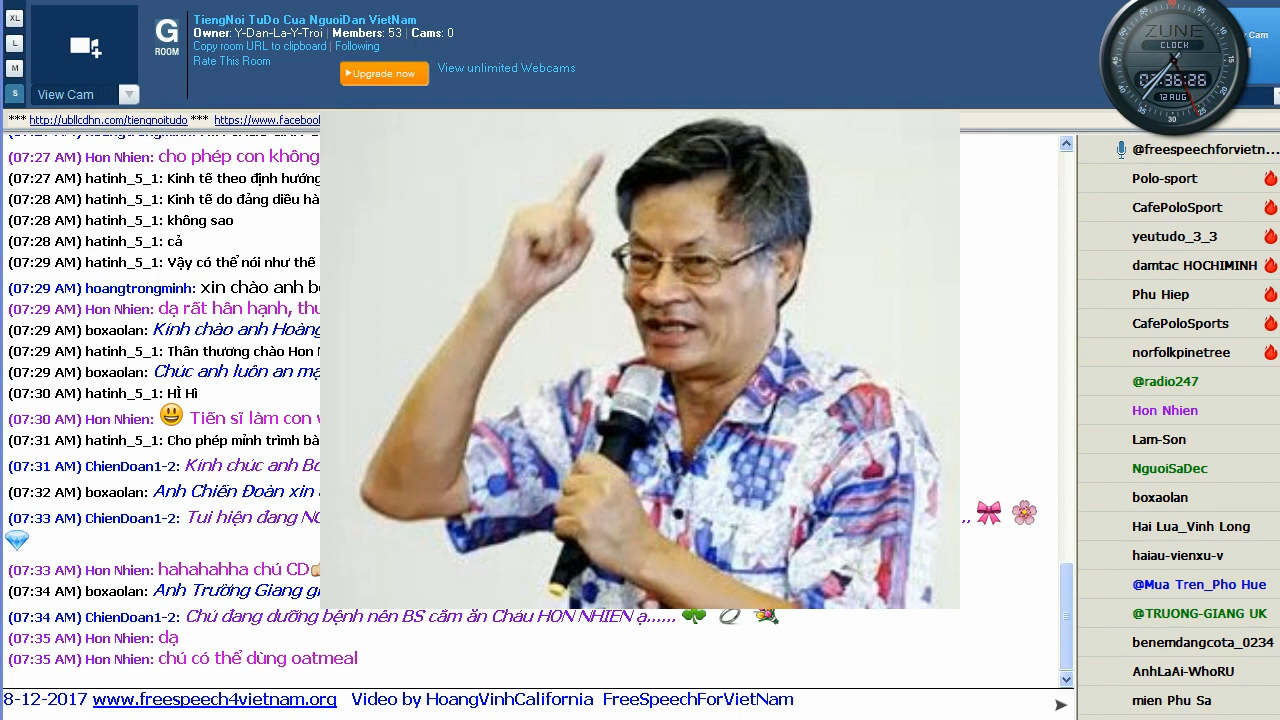 XL
L
M
S
View Cam
G
ROOM
TiengNoi TuDo Cua NguoiDan VietNam
Owner: Y-Dan-La-Y-Troi | Members: 53 | Cams: 0
Copy room URL to clipboard | Following
Rate This Room
Upgrade now
View unlimited Webcams
Cam
ZUNE
CLOCK
12 AUG
*** http://ubllcdhn.com/tiengnoitudo *** https://www.facebool
(07:27 AM) Hon Nhien: cho phép con không
(07:27 AM) hatinh_5_1: Kinh tế theo định hướng
(07:28 AM) hatinh_5_1: Kinh tế do đảng điều hà
(07:28 AM) hatinh_5_1: không sao
(07:28 AM) hatinh_5_1: cả
(07:29 AM) hatinh_5_1: Vậy có thể nói như thế
(07:29 AM) hoangtrongminh: xin chào anh b
(07:29 AM) Hon Nhien: dạ rất hân hạnh, thu
(07:29 AM) boxaolan: Kính chào anh Hoàng
(07:29 AM) hatinh_5_1: Thân thương chào Hon
(07:29 AM) boxaolan: Chúc anh luôn an mạ
(07:30 AM) hatinh_5_1: Hì Hì
(07:30 AM) Hon Nhien: 😃 Tiến sĩ làm con
(07:31 AM) hatinh_5_1: Cho phép mình trình bà
(07:31 AM) ChienDoan1-2: Kính chúc anh Bo
(07:32 AM) boxaolan: Anh Chiến Đoàn xin
(07:33 AM) ChienDoan1-2: Tui hiện đang
(07:33 AM) Hon Nhien: hahahahha chú CD
(07:34 AM) boxaolan: Anh Trường Giang
(07:34 AM) ChienDoan1-2: Chú đang dưỡng bệnh nên BS cấm ăn Cháu HON NHIEN ạ......
(07:35 AM) Hon Nhien: dạ
(07:35 AM) Hon Nhien: chú có thể dùng oatmeal
8-12-2017 www.freespeech4vietnam.org Video by HoangVinhCalifornia FreeSpeechForVietNam
@freespeechforvietn...
Polo-sport
CafePoloSport
yeutudo_3_3
damtac HOCHIMINH
Phu Hiep
CafePoloSports
norfolkpinetree
@radio247
Hon Nhien
Lam-Son
NguoiSaDec
boxaolan
Hai Lua_Vinh Long
haiau-vienxu-v
@Mua Tren_Pho Hue
@TRUONG-GIANG UK
benemdangcota_0234
AnhLaAi-WhoRU
mien Phu Sa